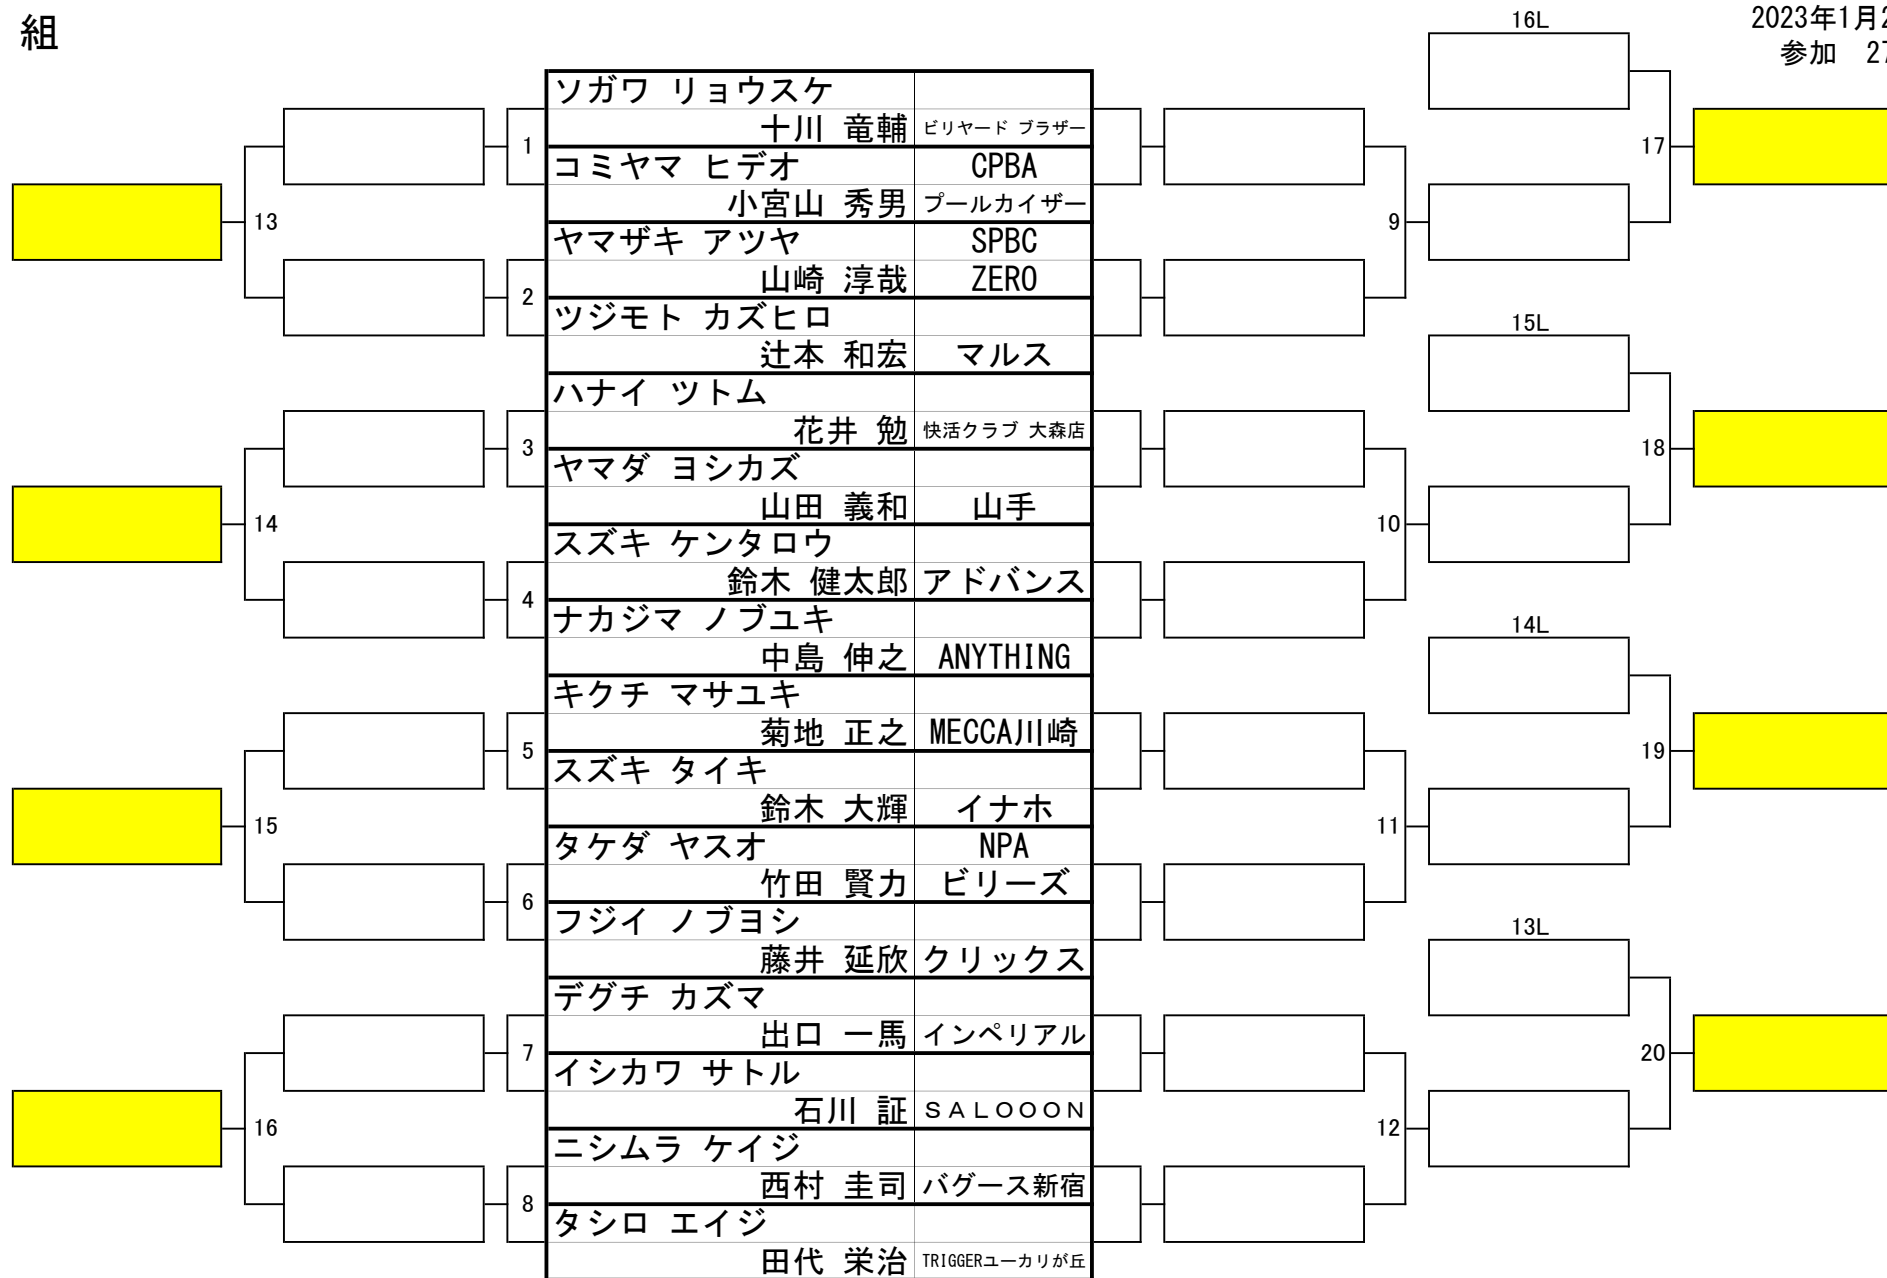 組
16L
2023年1月2
参加　27
ソガワ リョウスケ
1
十川 竜輔 ビリヤード ブラザー
17
コミヤマ ヒデオ CPBA
小宮山 秀男 プールカイザー
13
9
ヤマザキ アツヤ SPBC
山崎 淳哉 ZERO
2
ツジモト カズヒロ
15L
辻本 和宏 マルス
ハナイ ツトム
花井 勉 快活クラブ 大森店
3
18
ヤマダ ヨシカズ
山田 義和 山手
14
10
スズキ ケンタロウ
鈴木 健太郎 アドバンス
4
ナカジマ ノブユキ
14L
中島 伸之 ANYTHING
キクチ マサユキ
菊地 正之 MECCA川崎
5
19
スズキ タイキ
鈴木 大輝 イナホ
15
11
タケダ ヤスオ NPA
竹田 賢力 ビリーズ
6
フジイ ノブヨシ
13L
藤井 延欣 クリックス
デグチ カズマ
出口 一馬 インペリアル
7
20
イシカワ サトル
石川 証 ＳＡＬＯＯＯＮ
16
12
ニシムラ ケイジ
西村 圭司 バグース新宿
8
タシロ エイジ
田代 栄治 TRIGGERユーカリが丘